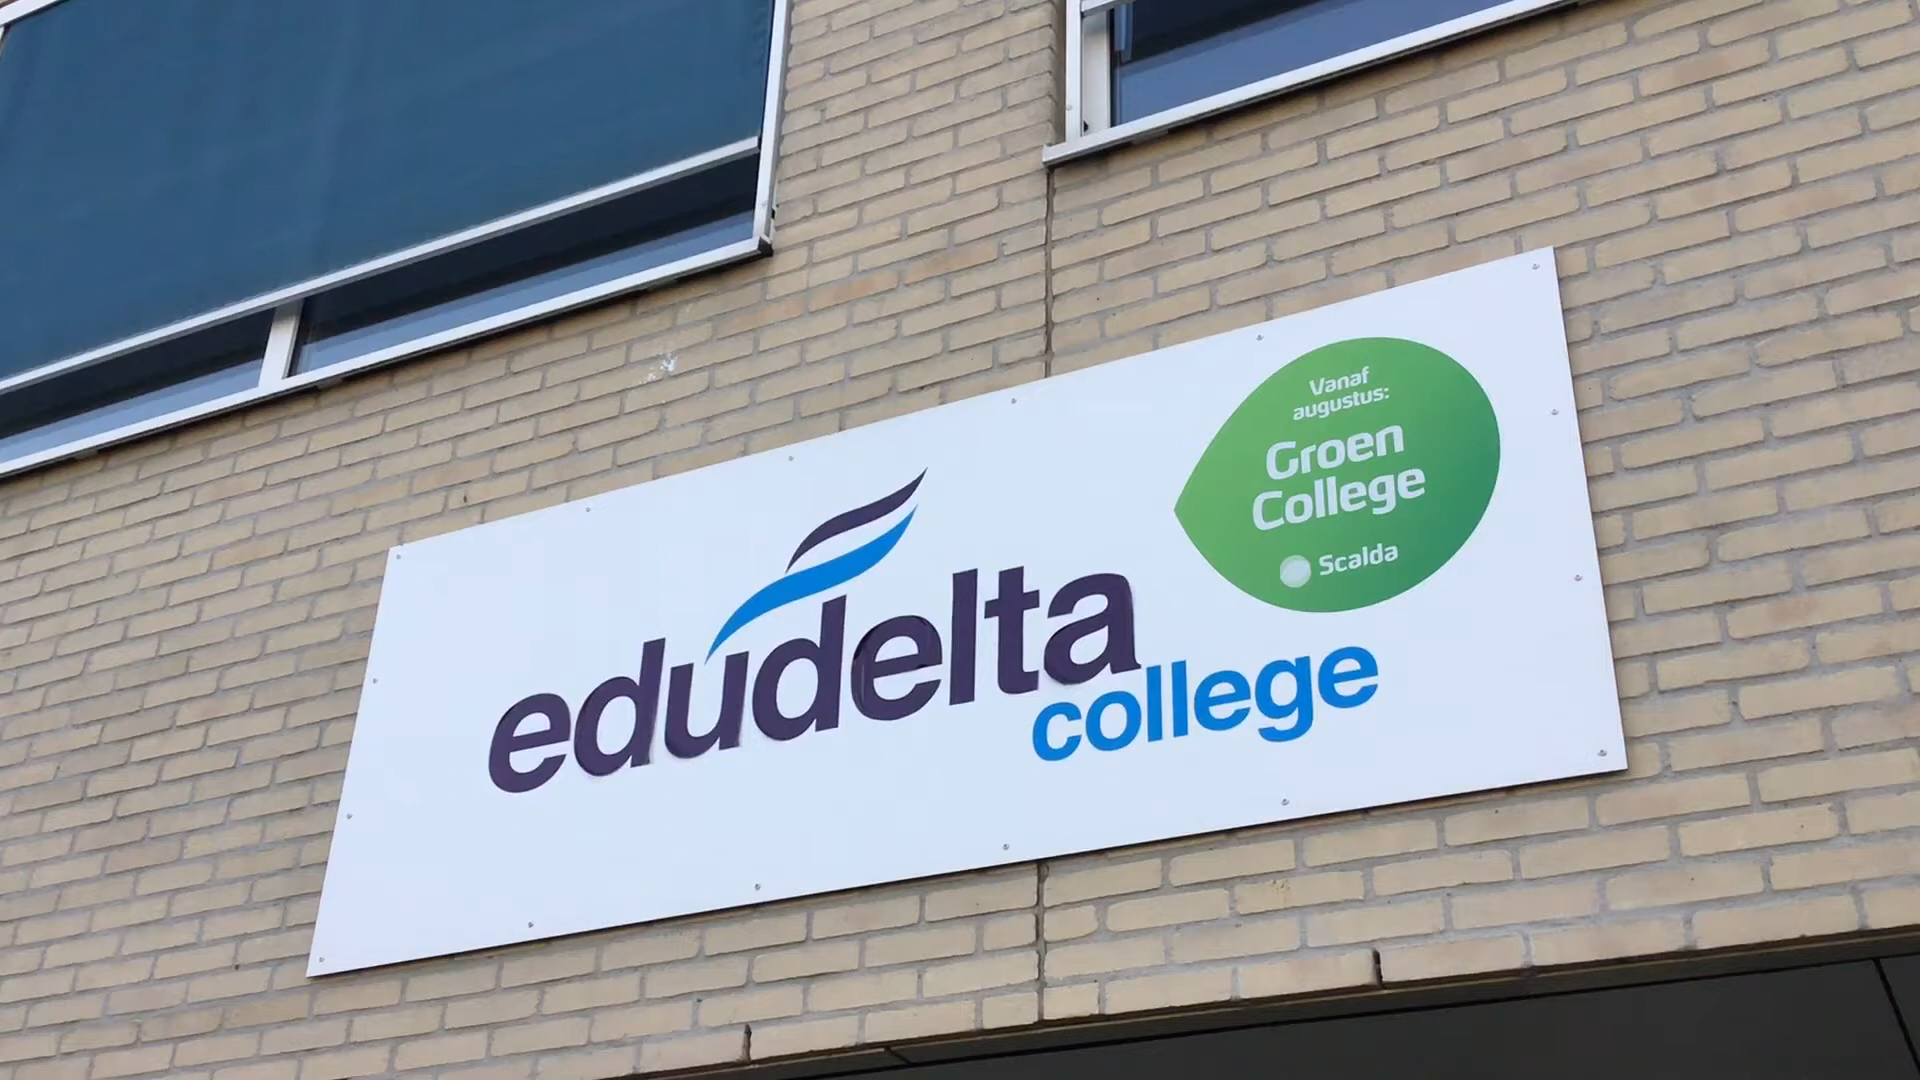 Vanaf
augustus:
Groen
College
Scalda
edudelta
college